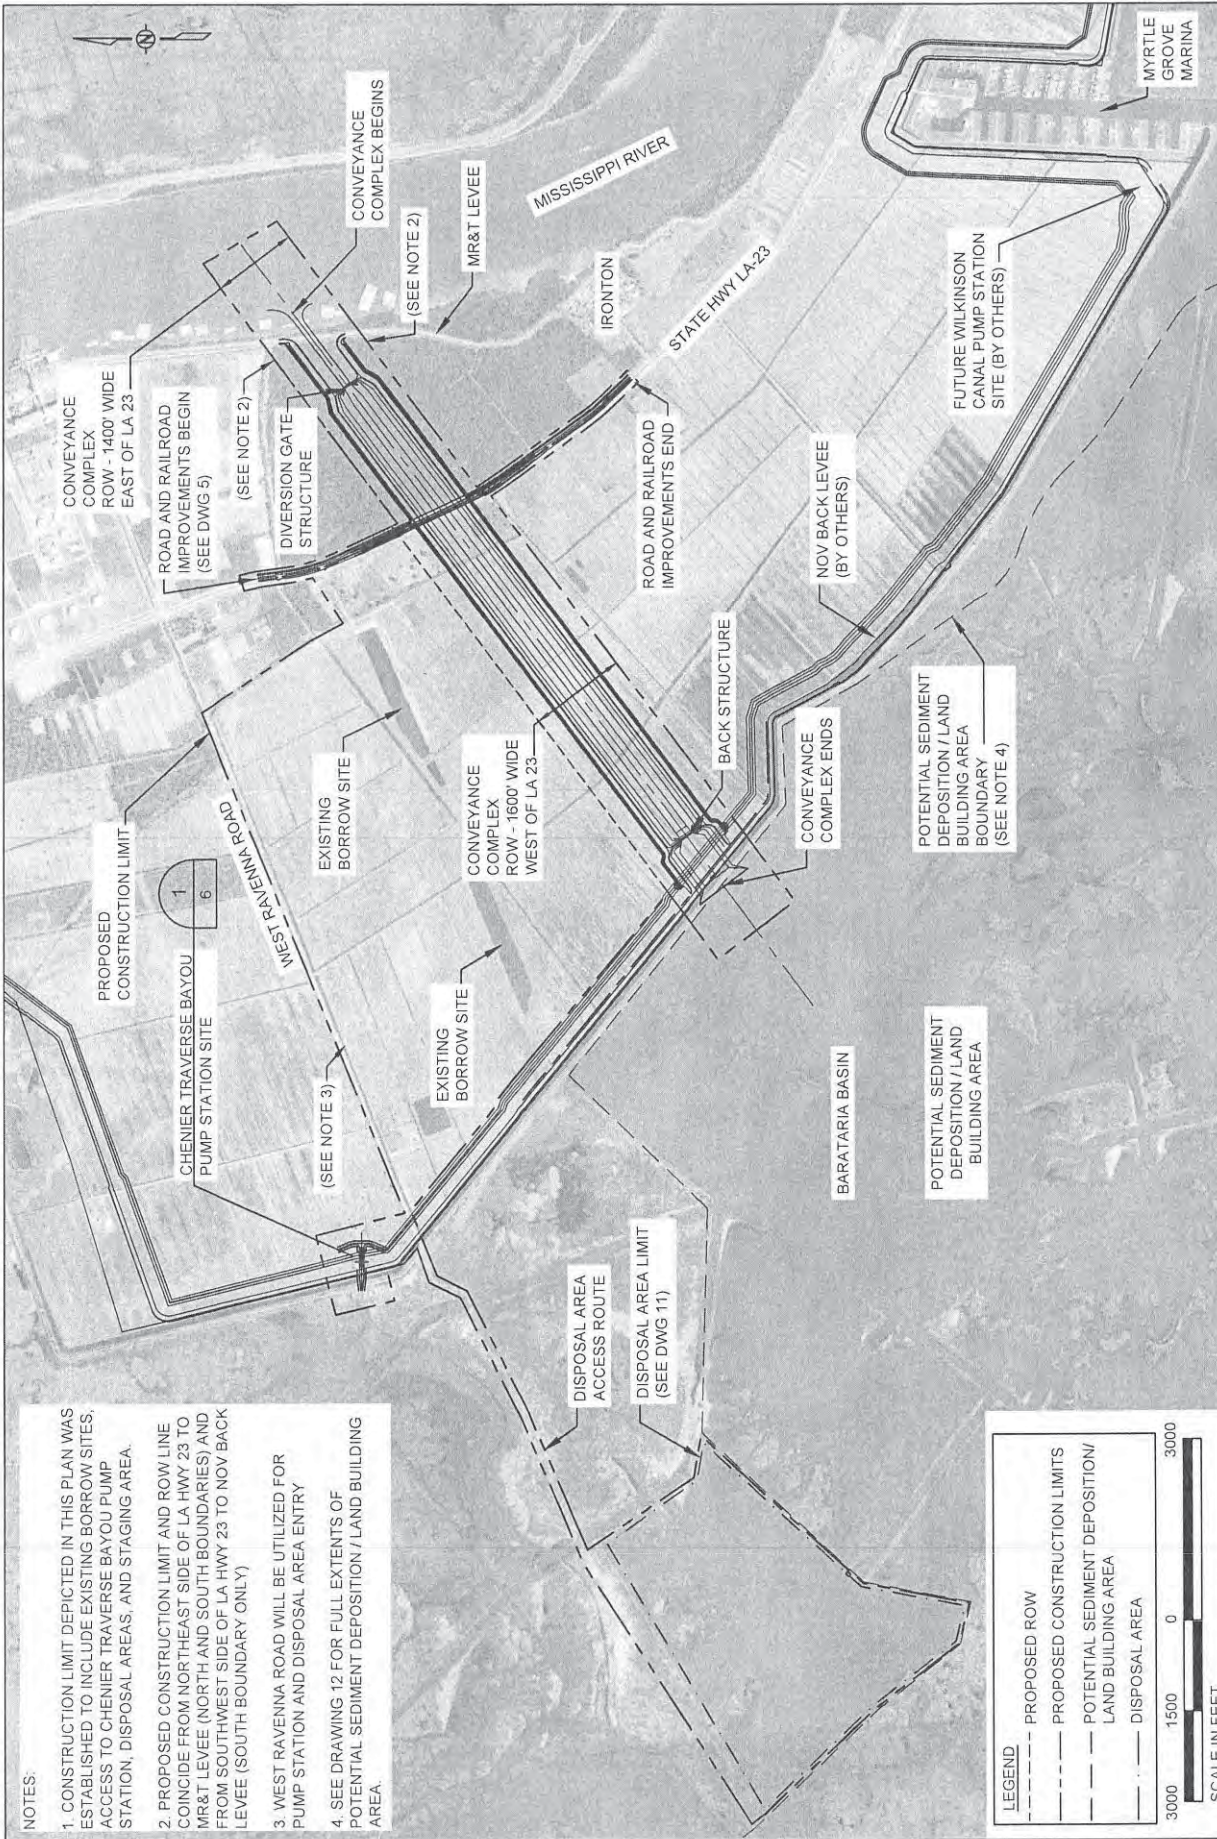 NOTES:
1. CONSTRUCTION LIMIT DEPICTED IN THIS PLAN WAS
ESTABLISHED TO INCLUDE EXISTING BORROW SITES,
ACCESS TO CHENIER TRAVERSE BAYOU PUMP
STATION, DISPOSAL AREAS, AND STAGING AREA.
2. PROPOSED CONSTRUCTION LIMIT AND ROW LINE
COINCIDE FROM NORTHEAST SIDE OF LA HWY 23 TO
MR&T LEVEE (NORTH AND SOUTH BOUNDARIES) AND
FROM SOUTHWEST SIDE OF LA HWY 23 TO NOV BACK
LEVEE (SOUTH BOUNDARY ONLY)
3. WEST RAVENNA ROAD WILL BE UTILIZED FOR
PUMP STATION AND DISPOSAL AREA ENTRY
4. SEE DRAWING 12 FOR FULL EXTENTS OF
POTENTIAL SEDIMENT DEPOSITION / LAND BUILDING
AREA.
CHENIER TRAVERSE BAYOU
PUMP STATION SITE
1
6
PROPOSED
CONSTRUCTION LIMIT
WEST RAVENNA ROAD
(SEE NOTE 3)
EXISTING
BORROW SITE
EXISTING
BORROW SITE
CONVEYANCE
COMPLEX
ROW - 1400' WIDE
EAST OF LA 23
ROAD AND RAILROAD
IMPROVEMENTS BEGIN
(SEE DWG 5)
(SEE NOTE 2)
DIVERSION GATE
STRUCTURE
N
CONVEYANCE
COMPLEX BEGINS
(SEE NOTE 2)
MR&T LEVEE
MISSISSIPPI RIVER
IRONTON
STATE HWY LA-23
ROAD AND RAILROAD
IMPROVEMENTS END
CONVEYANCE
COMPLEX
ROW - 1600' WIDE
WEST OF LA 23
BACK STRUCTURE
CONVEYANCE
COMPLEX ENDS
NOV BACK LEVEE
(BY OTHERS)
POTENTIAL SEDIMENT
DEPOSITION / LAND
BUILDING AREA
BOUNDARY
(SEE NOTE 4)
FUTURE WILKINSON
CANAL PUMP STATION
SITE (BY OTHERS)
MYRTLE
GROVE
MARINA
DISPOSAL AREA
ACCESS ROUTE
DISPOSAL AREA LIMIT
(SEE DWG 11)
BARATARIA BASIN
POTENTIAL SEDIMENT
DEPOSITION / LAND
BUILDING AREA
LEGEND
PROPOSED ROW
PROPOSED CONSTRUCTION LIMITS
POTENTIAL SEDIMENT DEPOSITION/
LAND BUILDING AREA
DISPOSAL AREA
3000 1500 0 3000
SCALE IN FEET